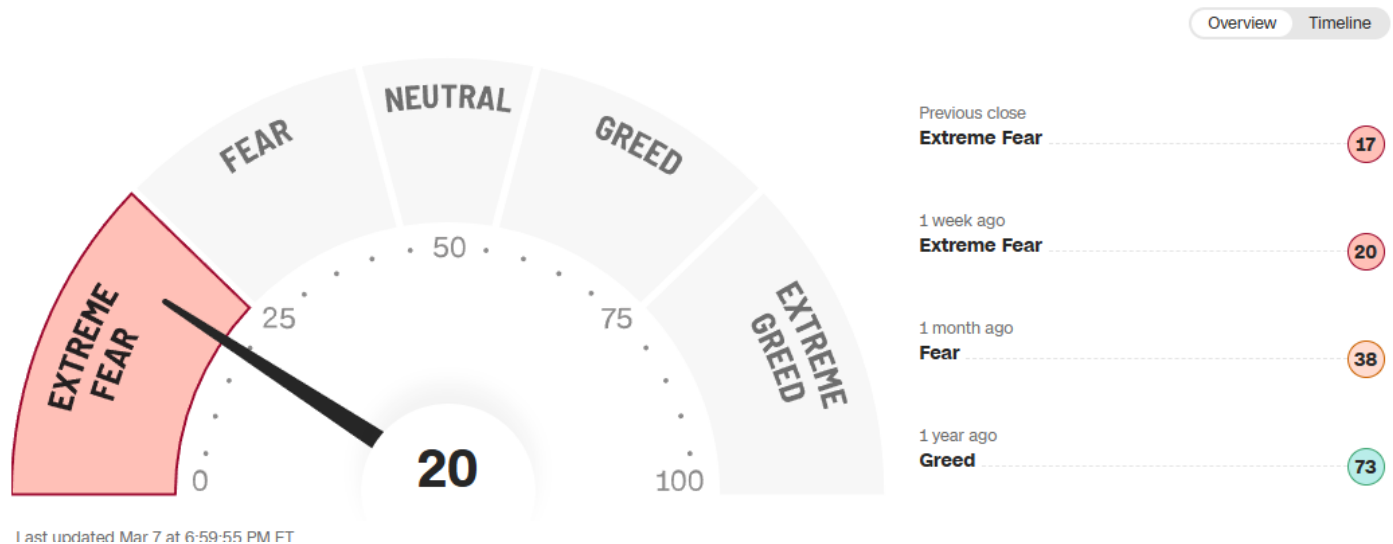 Overview
Timeline
EXTREME
FEAR
FEAR
NEUTRAL
GREED
EXTREME
GREED
0
25
50
75
100
20
Last updated Mar 7 at 6:59:55 PM ET
Previous close
Extreme Fear
17
1 week ago
Extreme Fear
20
1 month ago
Fear
38
1 year ago
Greed
73